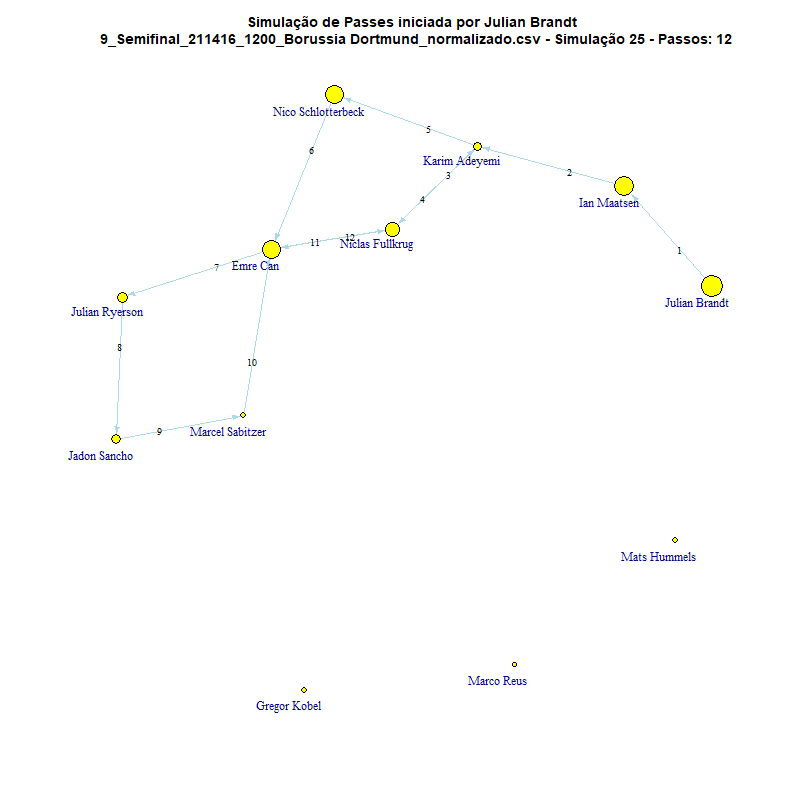 Simulação de Passes iniciada por Julian Brandt
9_Semifinal_211416_1200_Borussia Dortmund_normalizado.csv - Simulação 25 - Passos: 12
Nico Schlotterbeck
5
6
Karim Adeyemi
2
3
4
Ian Maatsen
11
12
Niclas Fullkrug
1
Emre Can
7
Julian Brandt
Julian Ryerson
8
10
9
Marcel Sabitzer
Jadon Sancho
Mats Hummels
Marco Reus
Gregor Kobel